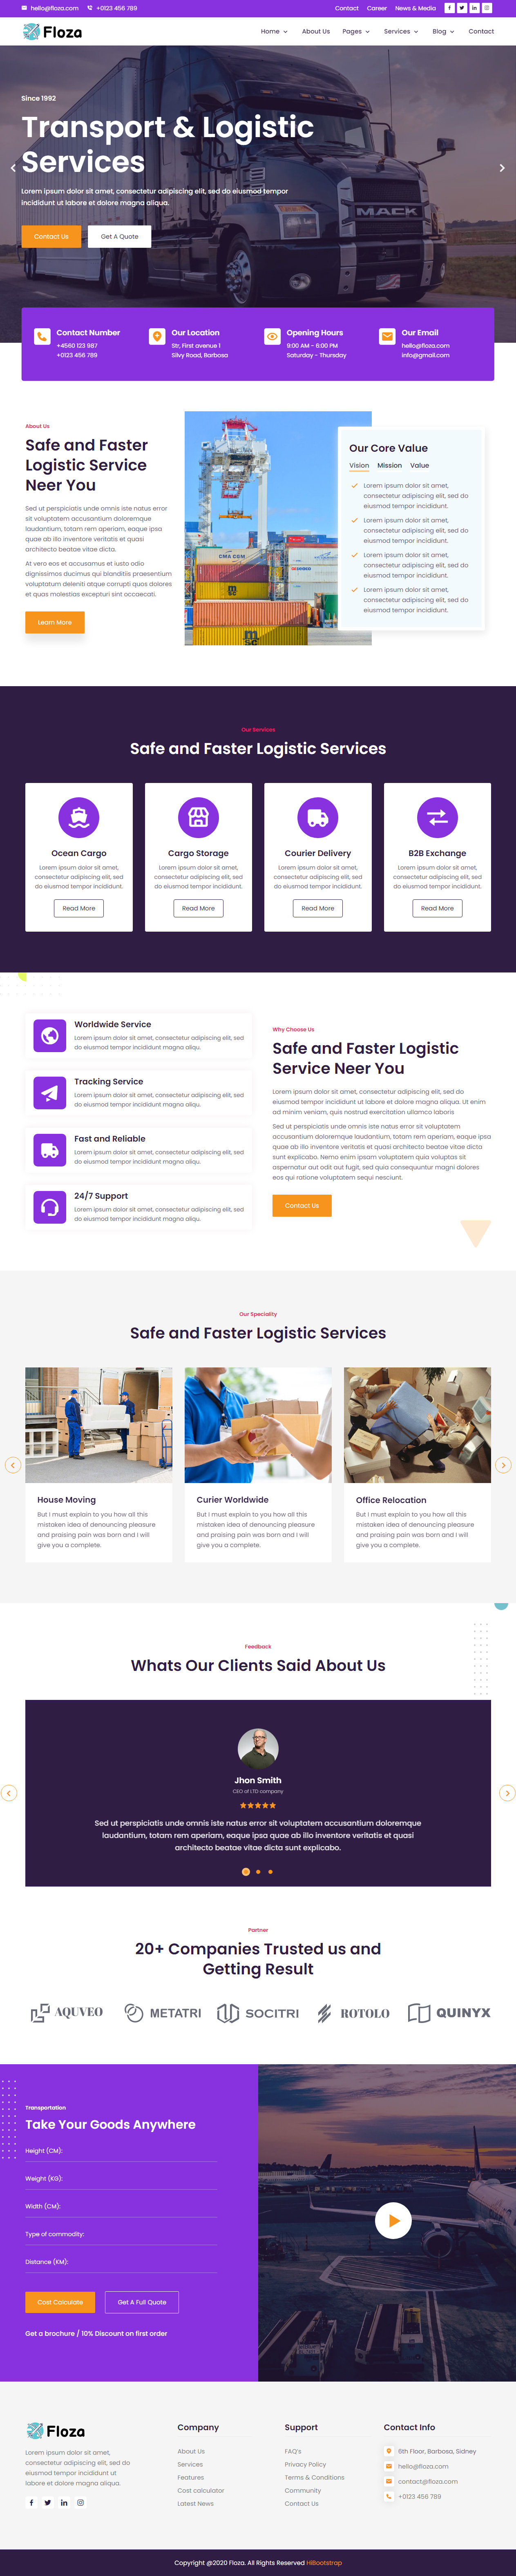 hello@floza.com
+0123 456 789
Contact
Career
News & Media
Floza
Home
About Us
Pages
Services
Blog
Contact
Since 1992
Transport & Logistic
Services
Lorem ipsum dolor sit amet, consectetur adipiscing elit, sed do eiusmod tempor
incididunt ut labore et dolore magna aliqua.
Contact Us
Get A Quote
MACK
Contact Number
+4560 123 987
+0123 456 789
Our Location
Str, First avenue 1
Silvy Road, Barbosa
Opening Hours
9:00 AM - 6:00 PM
Saturday - Thursday
Our Email
hello@floza.com
info@gmail.com
About Us
Safe and Faster
Logistic Service
Neer You
Sed ut perspiciatis unde omnis iste natus error
sit voluptatem accusantium doloremque
laudantium, totam rem aperiam, eaque ipsa
quae ab illo inventore veritatis et quasi
architecto beatae vitae dicta.
At vero eos et accusamus et iusto odio
dignissimos ducimus qui blanditiis praesentium
voluptatum deleniti atque corrupti quos dolores
et quas molestias excepturi sint occaecati.
Learn More
CMA CGM
Our Core Value
Vision
Mission
Value
Lorem ipsum dolor sit amet,
consectetur adipiscing elit, sed do
eiusmod tempor incididunt.
Lorem ipsum dolor sit amet,
consectetur adipiscing elit, sed do
eiusmod tempor incididunt.
Lorem ipsum dolor sit amet,
consectetur adipiscing elit, sed do
eiusmod tempor incididunt.
Lorem ipsum dolor sit amet,
consectetur adipiscing elit, sed do
eiusmod tempor incididunt.
Our Services
Safe and Faster Logistic Services
Ocean Cargo
Lorem ipsum dolor sit amet,
consectetur adipiscing elit, sed
do eiusmod tempor incididunt.
Read More
Cargo Storage
Lorem ipsum dolor sit amet,
consectetur adipiscing elit, sed
do eiusmod tempor incididunt.
Read More
Courier Delivery
Lorem ipsum dolor sit amet,
consectetur adipiscing elit, sed
do eiusmod tempor incididunt.
Read More
B2B Exchange
Lorem ipsum dolor sit amet,
consectetur adipiscing elit, sed
do eiusmod tempor incididunt.
Read More
Worldwide Service
Lorem ipsum dolor sit amet, consectetur adipiscing elit, sed
do eiusmod tempor incididunt magna aliqu.
Tracking Service
Lorem ipsum dolor sit amet, consectetur adipiscing elit, sed
do eiusmod tempor incididunt magna aliqu.
Fast and Reliable
Lorem ipsum dolor sit amet, consectetur adipiscing elit, sed
do eiusmod tempor incididunt magna aliqu.
24/7 Support
Lorem ipsum dolor sit amet, consectetur adipiscing elit, sed
do eiusmod tempor incididunt magna aliqu.
Why Choose Us
Safe and Faster Logistic
Service Neer You
Lorem ipsum dolor sit amet, consectetur adipiscing elit, sed do
eiusmod tempor incididunt ut labore et dolore magna aliqua. Ut enim
ad minim veniam, quis nostrud exercitation ullamco laboris
Sed ut perspiciatis unde omnis iste natus error sit voluptatem
accusantium doloremque laudantium, totam rem aperiam, eaque ipsa
quae ab illo inventore veritatis et quasi architecto beatae vitae dicta
sunt explicabo. Nemo enim ipsam voluptatem quia voluptas sit
aspernatur aut odit aut fugit, sed quia consequuntur magni dolores
eos qui ratione voluptatem sequi nesciunt.
Contact Us
Our Speciality
Safe and Faster Logistic Services
House Moving
But I must explain to you how all this
mistaken idea of denouncing pleasure
and praising pain was born and I will
give you a complete.
Curier Worldwide
But I must explain to you how all this
mistaken idea of denouncing pleasure
and praising pain was born and I will
give you a complete.
Office Relocation
But I must explain to you how all this
mistaken idea of denouncing pleasure
and praising pain was born and I will
give you a complete.
Feedback
Whats Our Clients Said About Us
Jhon Smith
CEO of LTD company
Sed ut perspiciatis unde omnis iste natus error sit voluptatem accusantium doloremque
laudantium, totam rem aperiam, eaque ipsa quae ab illo inventore veritatis et quasi
architecto beatae vitae dicta sunt explicabo.
Partner
20+ Companies Trusted us and
Getting Result
AQUVEO
METATRI
SOCITRI
ROTOLO
QUINYX
Transportation
Take Your Goods Anywhere
Height (CM):
Weight (KG):
Width (CM):
Type of commodity:
Distance (KM):
Cost Calculate
Get A Full Quote
Get a brochure / 10% Discount on first order
Floza
Lorem ipsum dolor sit amet,
consectetur adipiscing elit, sed do
eiusmod tempor incididunt ut
labore et dolore magna aliqua.
Company
About Us
Services
Features
Cost calculator
Latest News
Support
FAQ's
Privacy Policy
Terms & Conditions
Community
Contact Us
Contact Info
6th Floor, Barbosa, Sidney
hello@floza.com
contact@floza.com
+0123 456 789
Copyright @2020 Floza. All Rights Reserved HiBootstrap